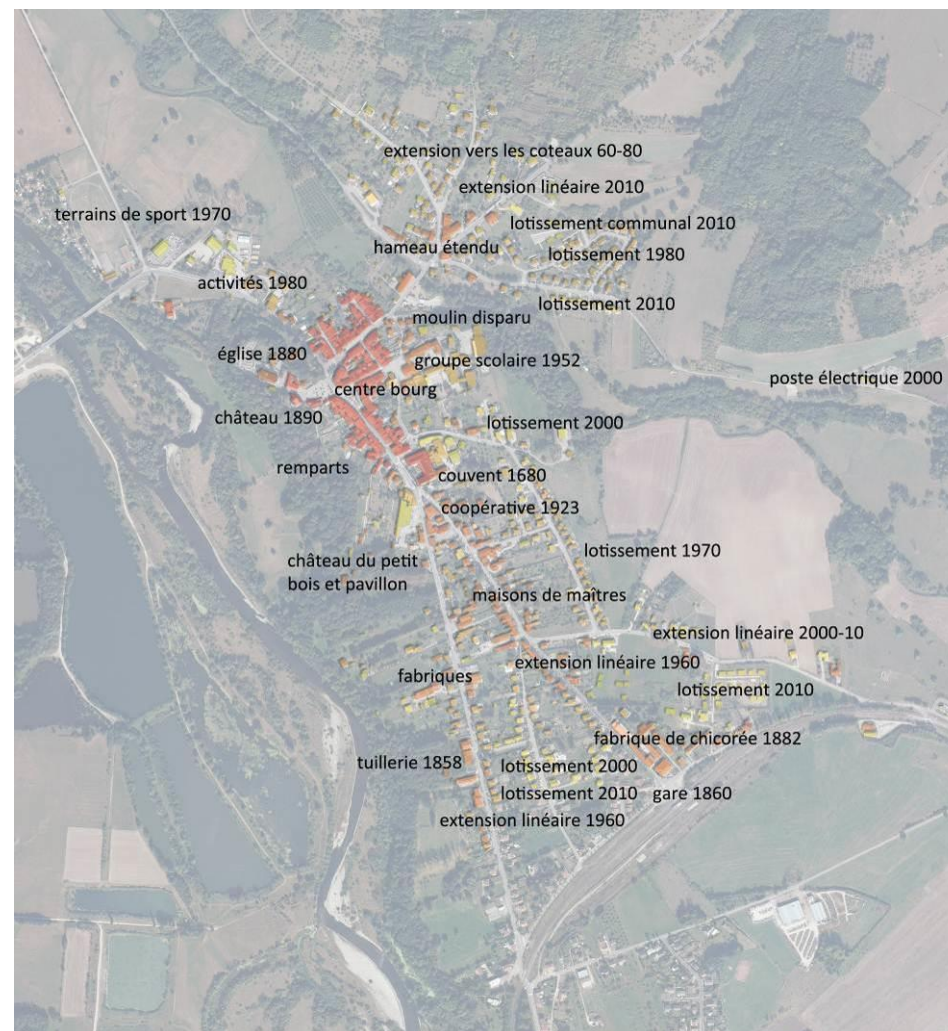 extension vers les coteaux 60-80
extension linéaire 2010
terrains de sport 1970
lotissement communal 2010
hameau étendu
lotissement 1980
activités 1980
lotissement 2010
moulin disparu
église 1880
groupe scolaire 1952
poste électrique 2000
centre bourg
château 1890
lotissement 2000
remparts
couvent 1680
coopérative 1923
lotissement 1970
château du petit
bois et pavillon
maisons de maîtres
extension linéaire 2000-10
extension linéaire 1960
fabriques
lotissement 2010
fabrique de chicorée 1882
tuillerie 1858
lotissement 2000
lotissement 2010
gare 1860
extension linéaire 1960